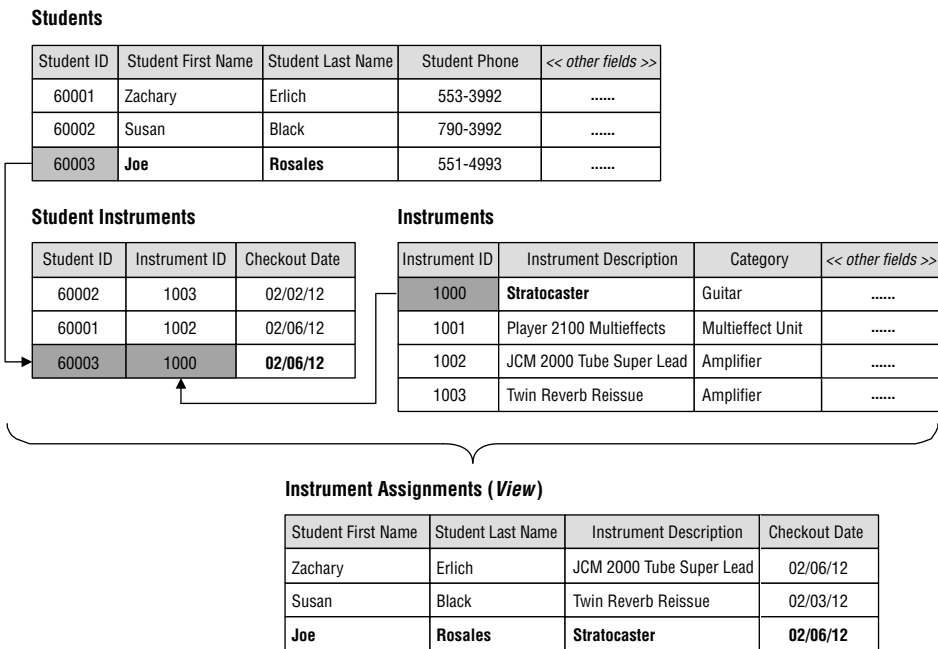 Students
Student ID Student First Name Student Last Name Student Phone << other fields >>
60001 Zachary Erlich 553-3992 ......
60002 Susan Black 790-3992 ......
60003 Joe Rosales 551-4993 ......
Student Instruments
Student ID Instrument ID Checkout Date
60002 1003 02/02/12
60001 1002 02/06/12
60003 1000 02/06/12
Instruments
Instrument ID Instrument Description Category << other fields >>
1000 Stratocaster Guitar ......
1001 Player 2100 Multieffects Multieffect Unit ......
1002 JCM 2000 Tube Super Lead Amplifier ......
1003 Twin Reverb Reissue Amplifier ......
Instrument Assignments (View)
Student First Name Student Last Name Instrument Description Checkout Date
Zachary Erlich JCM 2000 Tube Super Lead 02/06/12
Susan Black Twin Reverb Reissue 02/03/12
Joe Rosales Stratocaster 02/06/12